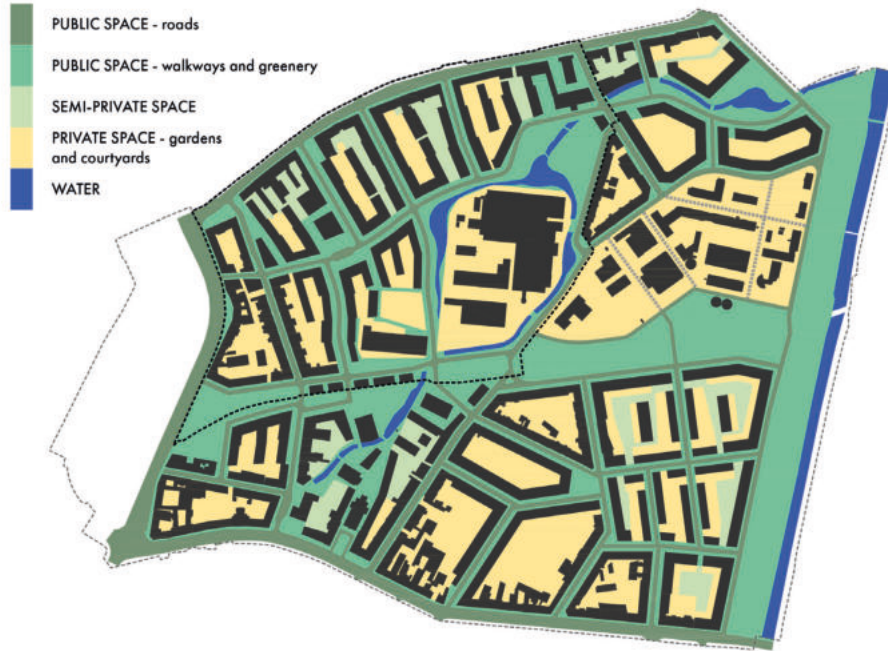 PUBLIC SPACE - roads
PUBLIC SPACE - walkways and greenery
SEMI-PRIVATE SPACE
PRIVATE SPACE - gardens
and courtyards
WATER